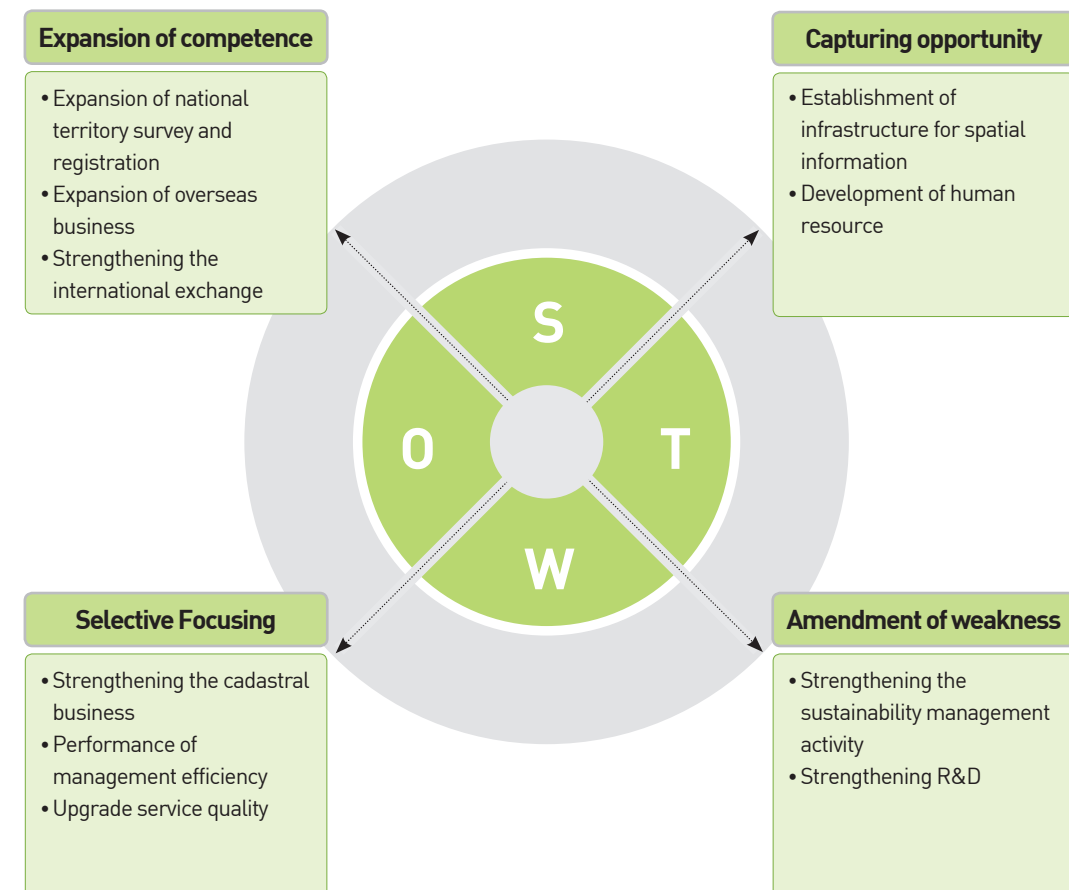 Expansion of competence
• Expansion of national
territory survey and
registration
• Expansion of overseas
business
• Strengthening the
international exchange
Capturing opportunity
• Establishment of
infrastructure for spatial
information
• Development of human
resource
S
O
T
W
Selective Focusing
• Strengthening the cadastral
business
• Performance of
management efficiency
• Upgrade service quality
Amendment of weakness
• Strengthening the
sustainability management
activity
• Strengthening R&D